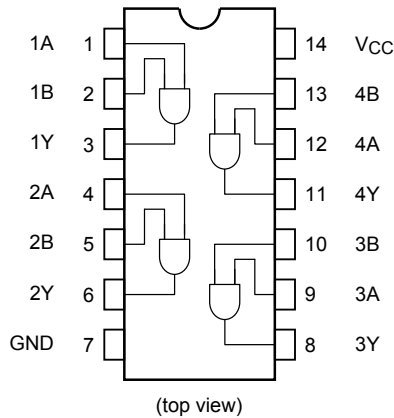 1A 1 14 VCC
1B 2 13 4B
1Y 3 12 4A
2A 4 11 4Y
2B 5 10 3B
2Y 6 9 3A
GND 7 8 3Y
(top view)